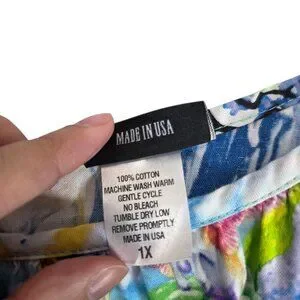 MADE IN USA
100% COTTON
MACHINE WASH WARM
GENTLE CYCLE
NO BLEACH
TUMBLE DRY LOW
REMOVE PROMPTLY
MADE IN USA
1X